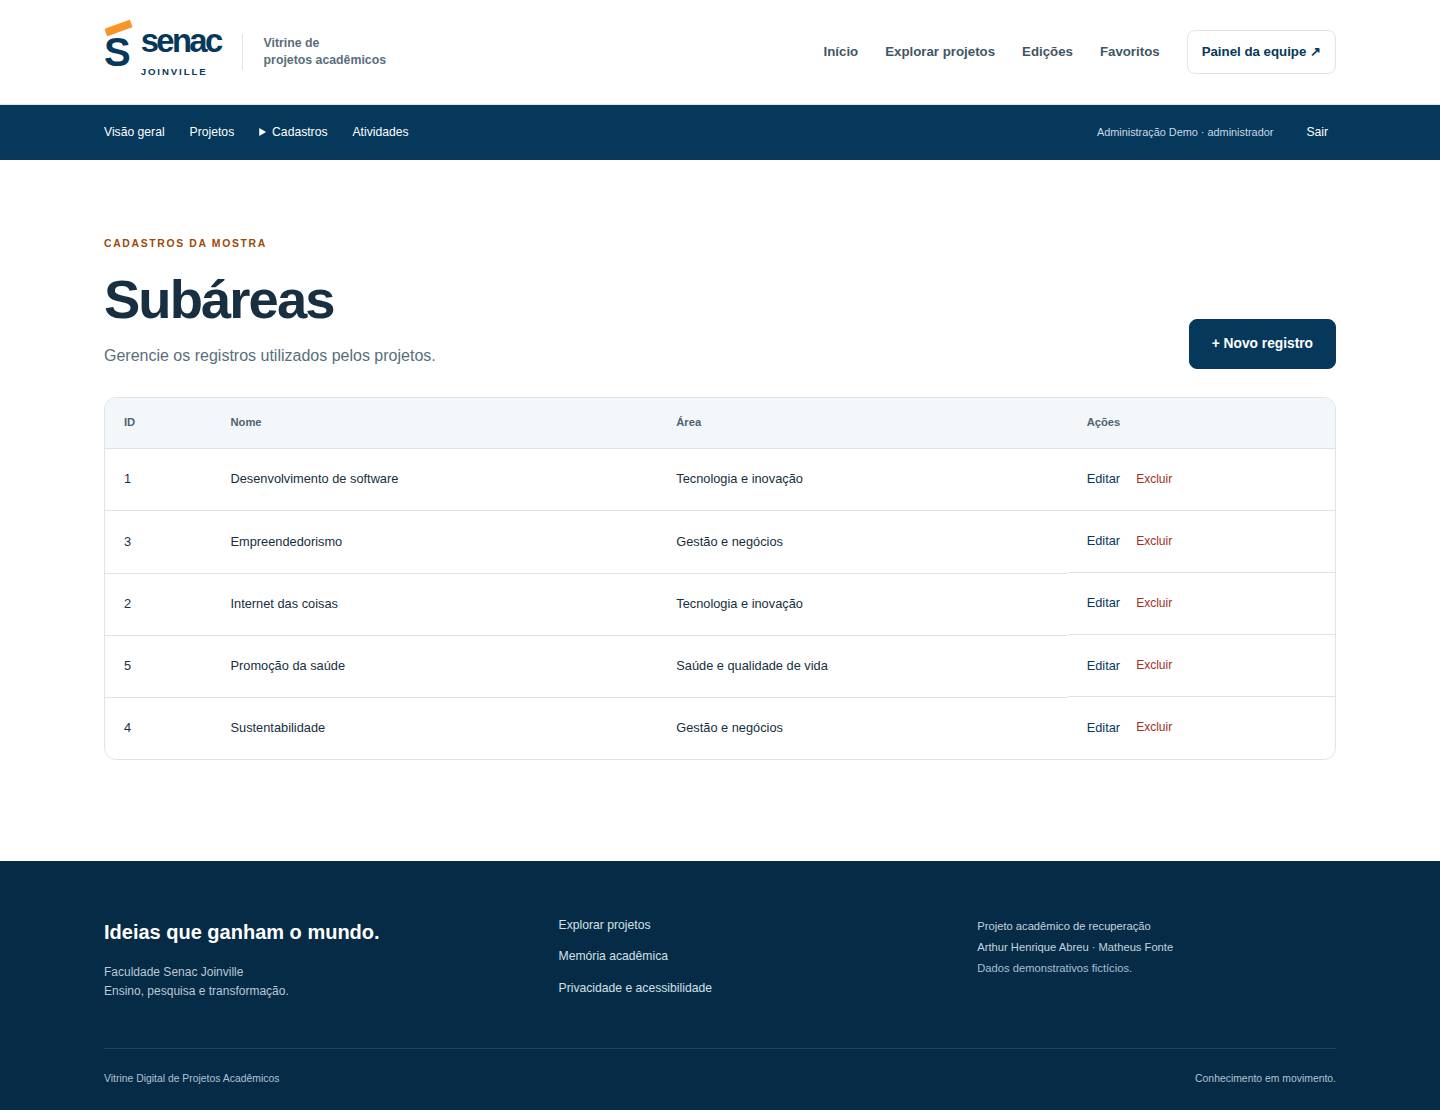 S senac
JOINVILLE
Vitrine de
projetos acadêmicos
Início Explorar projetos Edições Favoritos Painel da equipe ↗
Visão geral Projetos ▶ Cadastros Atividades Administração Demo · administrador Sair
CADASTROS DA MOSTRA
Subáreas
Gerencie os registros utilizados pelos projetos.
+ Novo registro
ID Nome Área Ações
1 Desenvolvimento de software Tecnologia e inovação Editar Excluir
3 Empreendedorismo Gestão e negócios Editar Excluir
2 Internet das coisas Tecnologia e inovação Editar Excluir
5 Promoção da saúde Saúde e qualidade de vida Editar Excluir
4 Sustentabilidade Gestão e negócios Editar Excluir
Ideias que ganham o mundo.
Faculdade Senac Joinville
Ensino, pesquisa e transformação.
Explorar projetos
Memória acadêmica
Privacidade e acessibilidade
Projeto acadêmico de recuperação
Arthur Henrique Abreu · Matheus Fonte
Dados demonstrativos fictícios.
Vitrine Digital de Projetos Acadêmicos
Conhecimento em movimento.